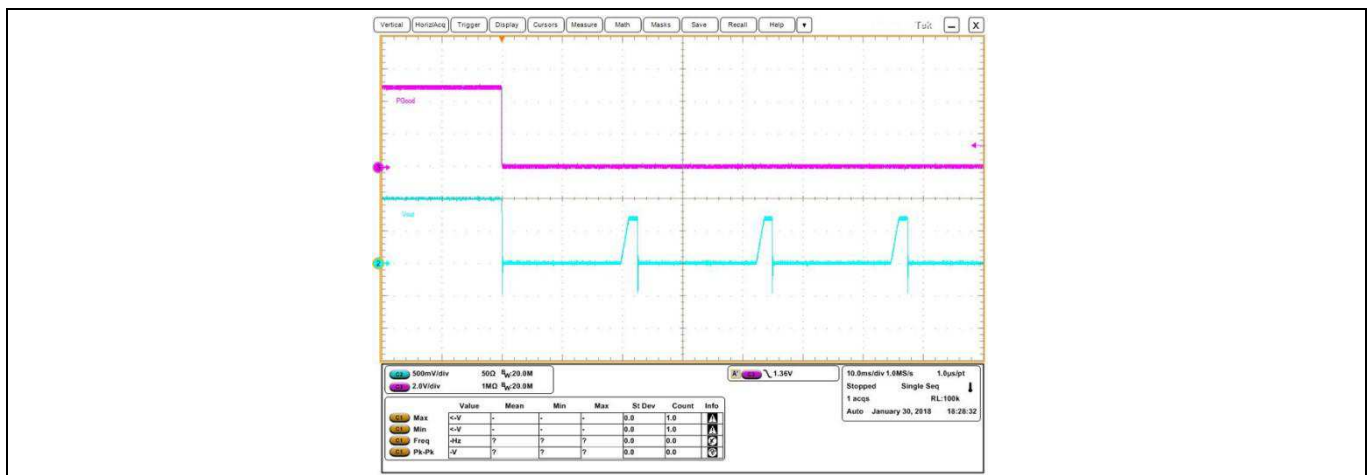 Vertical Horiz/Acq Trigger Display Cursors Measure Math Masks Save Recall Help Tek X
PGood
3
Vout
2
C2 500mV/div 50Ω BW:20.0M
C3 2.0V/div 1MΩ BW:20.0M
A' C3 1.36V
10.0ms/div 1.0MS/s 1.0µs/pt
Stopped Single Seq
1 acqs RL:100k
Auto January 30, 2018 18:28:32
Value Mean Min Max St Dev Count Info
C1 Max <-V - - - 0.0 1.0
C1 Min <-V - - - 0.0 1.0
C1 Freq -Hz ? ? ? 0.0 0.0
C1 Pk-Pk -V ? ? ? 0.0 0.0